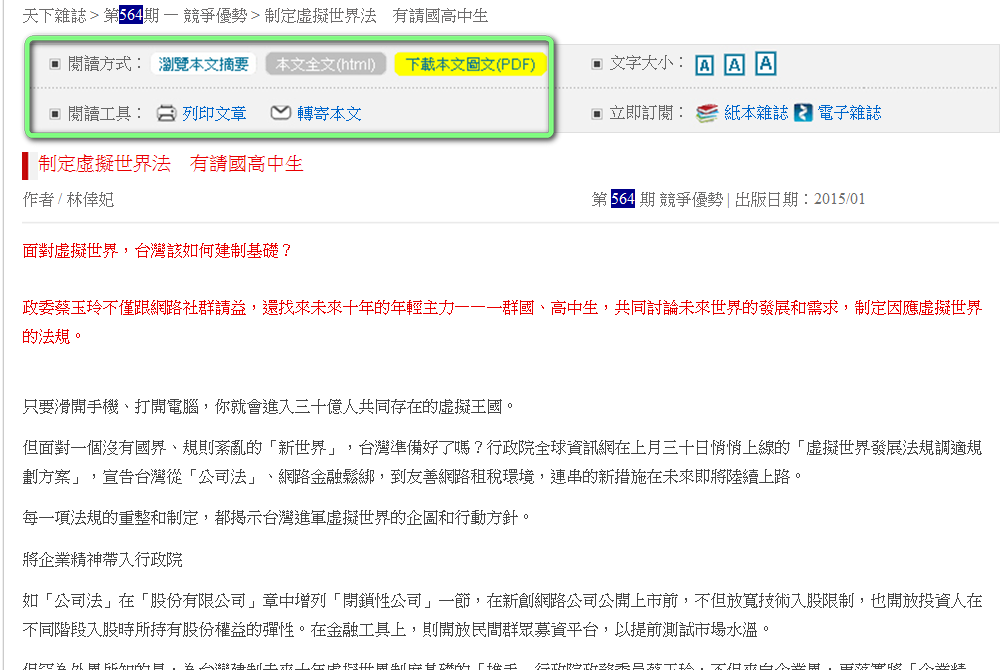 天下雜誌 > 第564期 一 競爭優勢 > 制定虛擬世界法　有請國高中生
閱讀方式： 瀏覽本文摘要 本文全文(html) 下載本文圖文(PDF) 文字大小： A A A
閱讀工具： 列印文章 轉寄本文 立即訂閱： 紙本雜誌 電子雜誌
制定虛擬世界法　有請國高中生
作者 / 林倖妃 第 564 期 競爭優勢 | 出版日期：2015/01
面對虛擬世界，台灣該如何建制基礎？
政委蔡玉玲不僅跟網路社群請益，還找來未來十年的年輕主力一一一群國、高中生，共同討論未來世界的發展和需求，制定因應虛擬世界
的法規。
只要滑開手機、打開電腦，你就會進入三十億人共同存在的虛擬王國。
但面對一個沒有國界、規則紊亂的「新世界」，台灣準備好了嗎？行政院全球資訊網在上月三十日悄悄上線的「虛擬世界發展法規調適規
劃方案」，宣告台灣從「公司法」、網路金融鬆綁，到友善網路租稅環境，連串的新措施在未來即將陸續上路。
每一項法規的重整和制定，都揭示台灣進軍虛擬世界的企圖和行動方針。
將企業精神帶入行政院
如「公司法」在「股份有限公司」章中增列「閉鎖性公司」一節，在新創網路公司公開上市前，不但放寬技術入股限制，也開放投資人在
不同階段入股時所持有股份權益的彈性。在金融工具上，則開放民間群眾募資平台，以提前測試市場水溫。